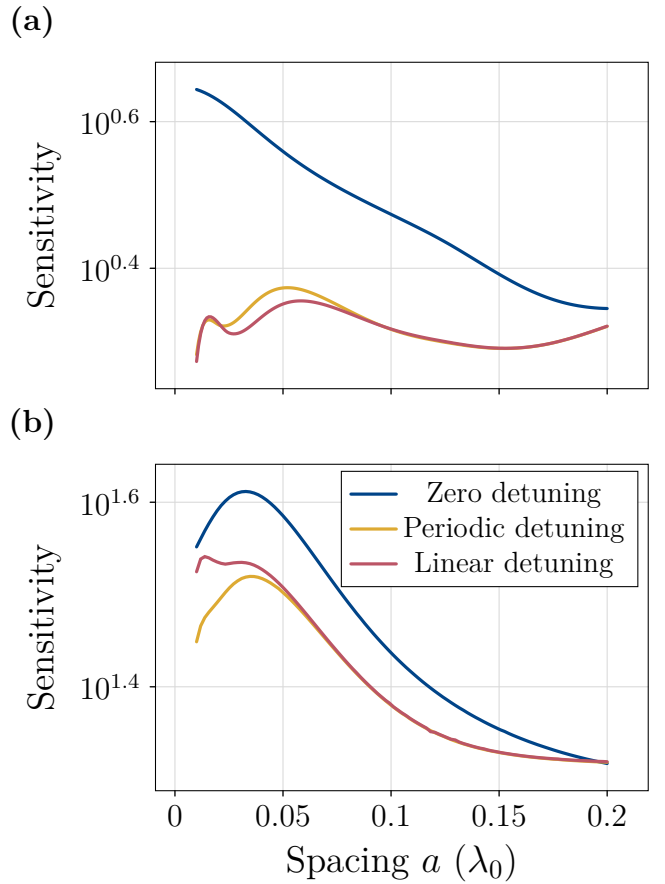 (a)
Sensitivity
10^0.6
10^0.4
(b)
Sensitivity
10^1.6
10^1.4
Zero detuning
Periodic detuning
Linear detuning
0 0.05 0.1 0.15 0.2
Spacing a (λ₀)